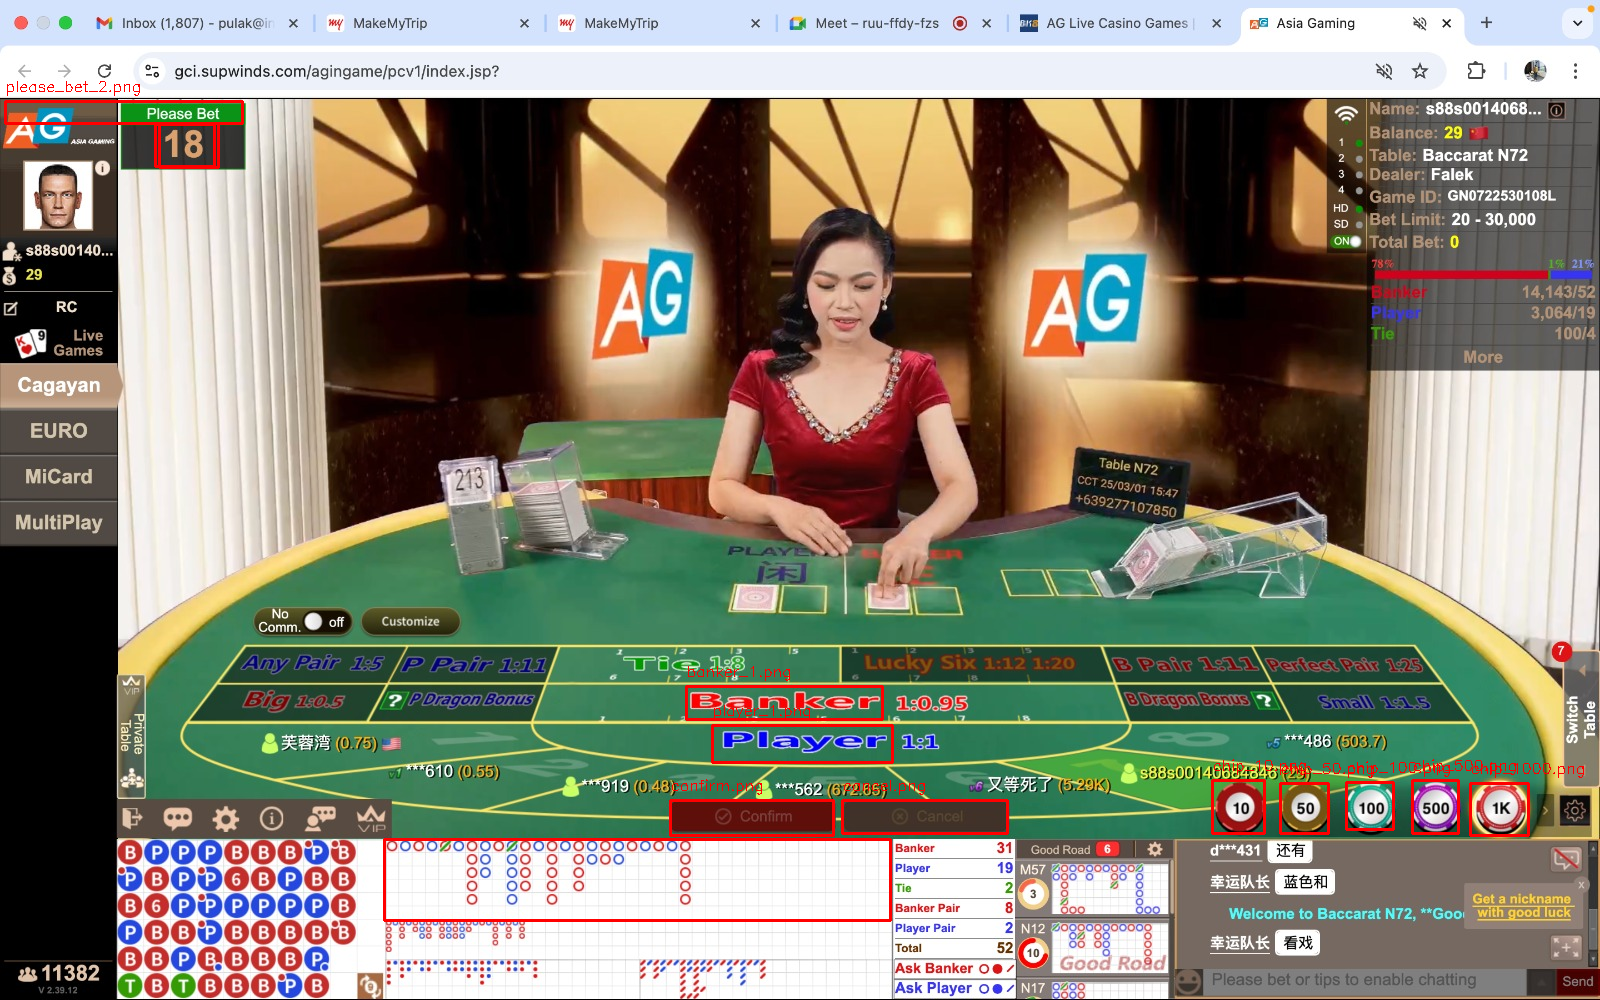 Inbox (1,807) - pulak@in
MakeMyTrip
MakeMyTrip
Meet – ruu-ffdy-fzs
AG Live Casino Games |
Asia Gaming
gci.supwinds.com/agingame/pcv1/index.jsp?
please_bet_2.png
AG
ASIA GAMING
Please Bet
18
s88s00140...
29
RC
Live
Games
Cagayan
EURO
MiCard
MultiPlay
11382
V 2.39.12
1
2
3
4
HD
SD
ON
Name: s88s0014068...
Balance: 29
Table: Baccarat N72
Dealer: Falek
Game ID: GN0722530108L
Bet Limit: 20 - 30,000
Total Bet: 0
78% 1% 21%
Banker 14,143/52
Player 3,064/19
Tie 100/4
More
AG
AG
213
Table N72
CCT 25/03/01 15:47
+639277107850
PLAYER
闲
No
Comm. off
Customize
Any Pair 1:5
P Pair 1:11
Tie 1:8
Lucky Six 1:12 1:20
B Pair 1:11
Perfect Pair 1:25
banker_1.png
Big 1:0.5
? P Dragon Bonus
Banker 1:0.95
B Dragon Bonus ?
Small 1:1.5
player_1.png
Player 1:1
VIP
Private
Table
7
Switch
Table
芙蓉湾 (0.75)
***610 (0.55)
***919 (0.48)
***562 (672.85)
又等死了 (5.29K)
s88s00140684846 (29)
***486 (503.7)
confirm.png
Confirm
Cancel
10
50
100
500
1K
VIP
B P P P B B B P B
P B P P 6 B P B B
B 6 P P P P P P B
P B B P B B B B B
B B P B B B B P
T B T B B B P B
Banker 31
Player 19
Tie 2
Banker Pair 8
Player Pair 2
Total 52
Ask Banker
Ask Player
Good Road 6
M57
3
N12
10
Good Road
N17
d***431 还有
幸运队长 蓝色和
Welcome to Baccarat N72, **Goo
幸运队长 看戏
Get a nickname
with good luck
x
Please bet or tips to enable chatting
Send